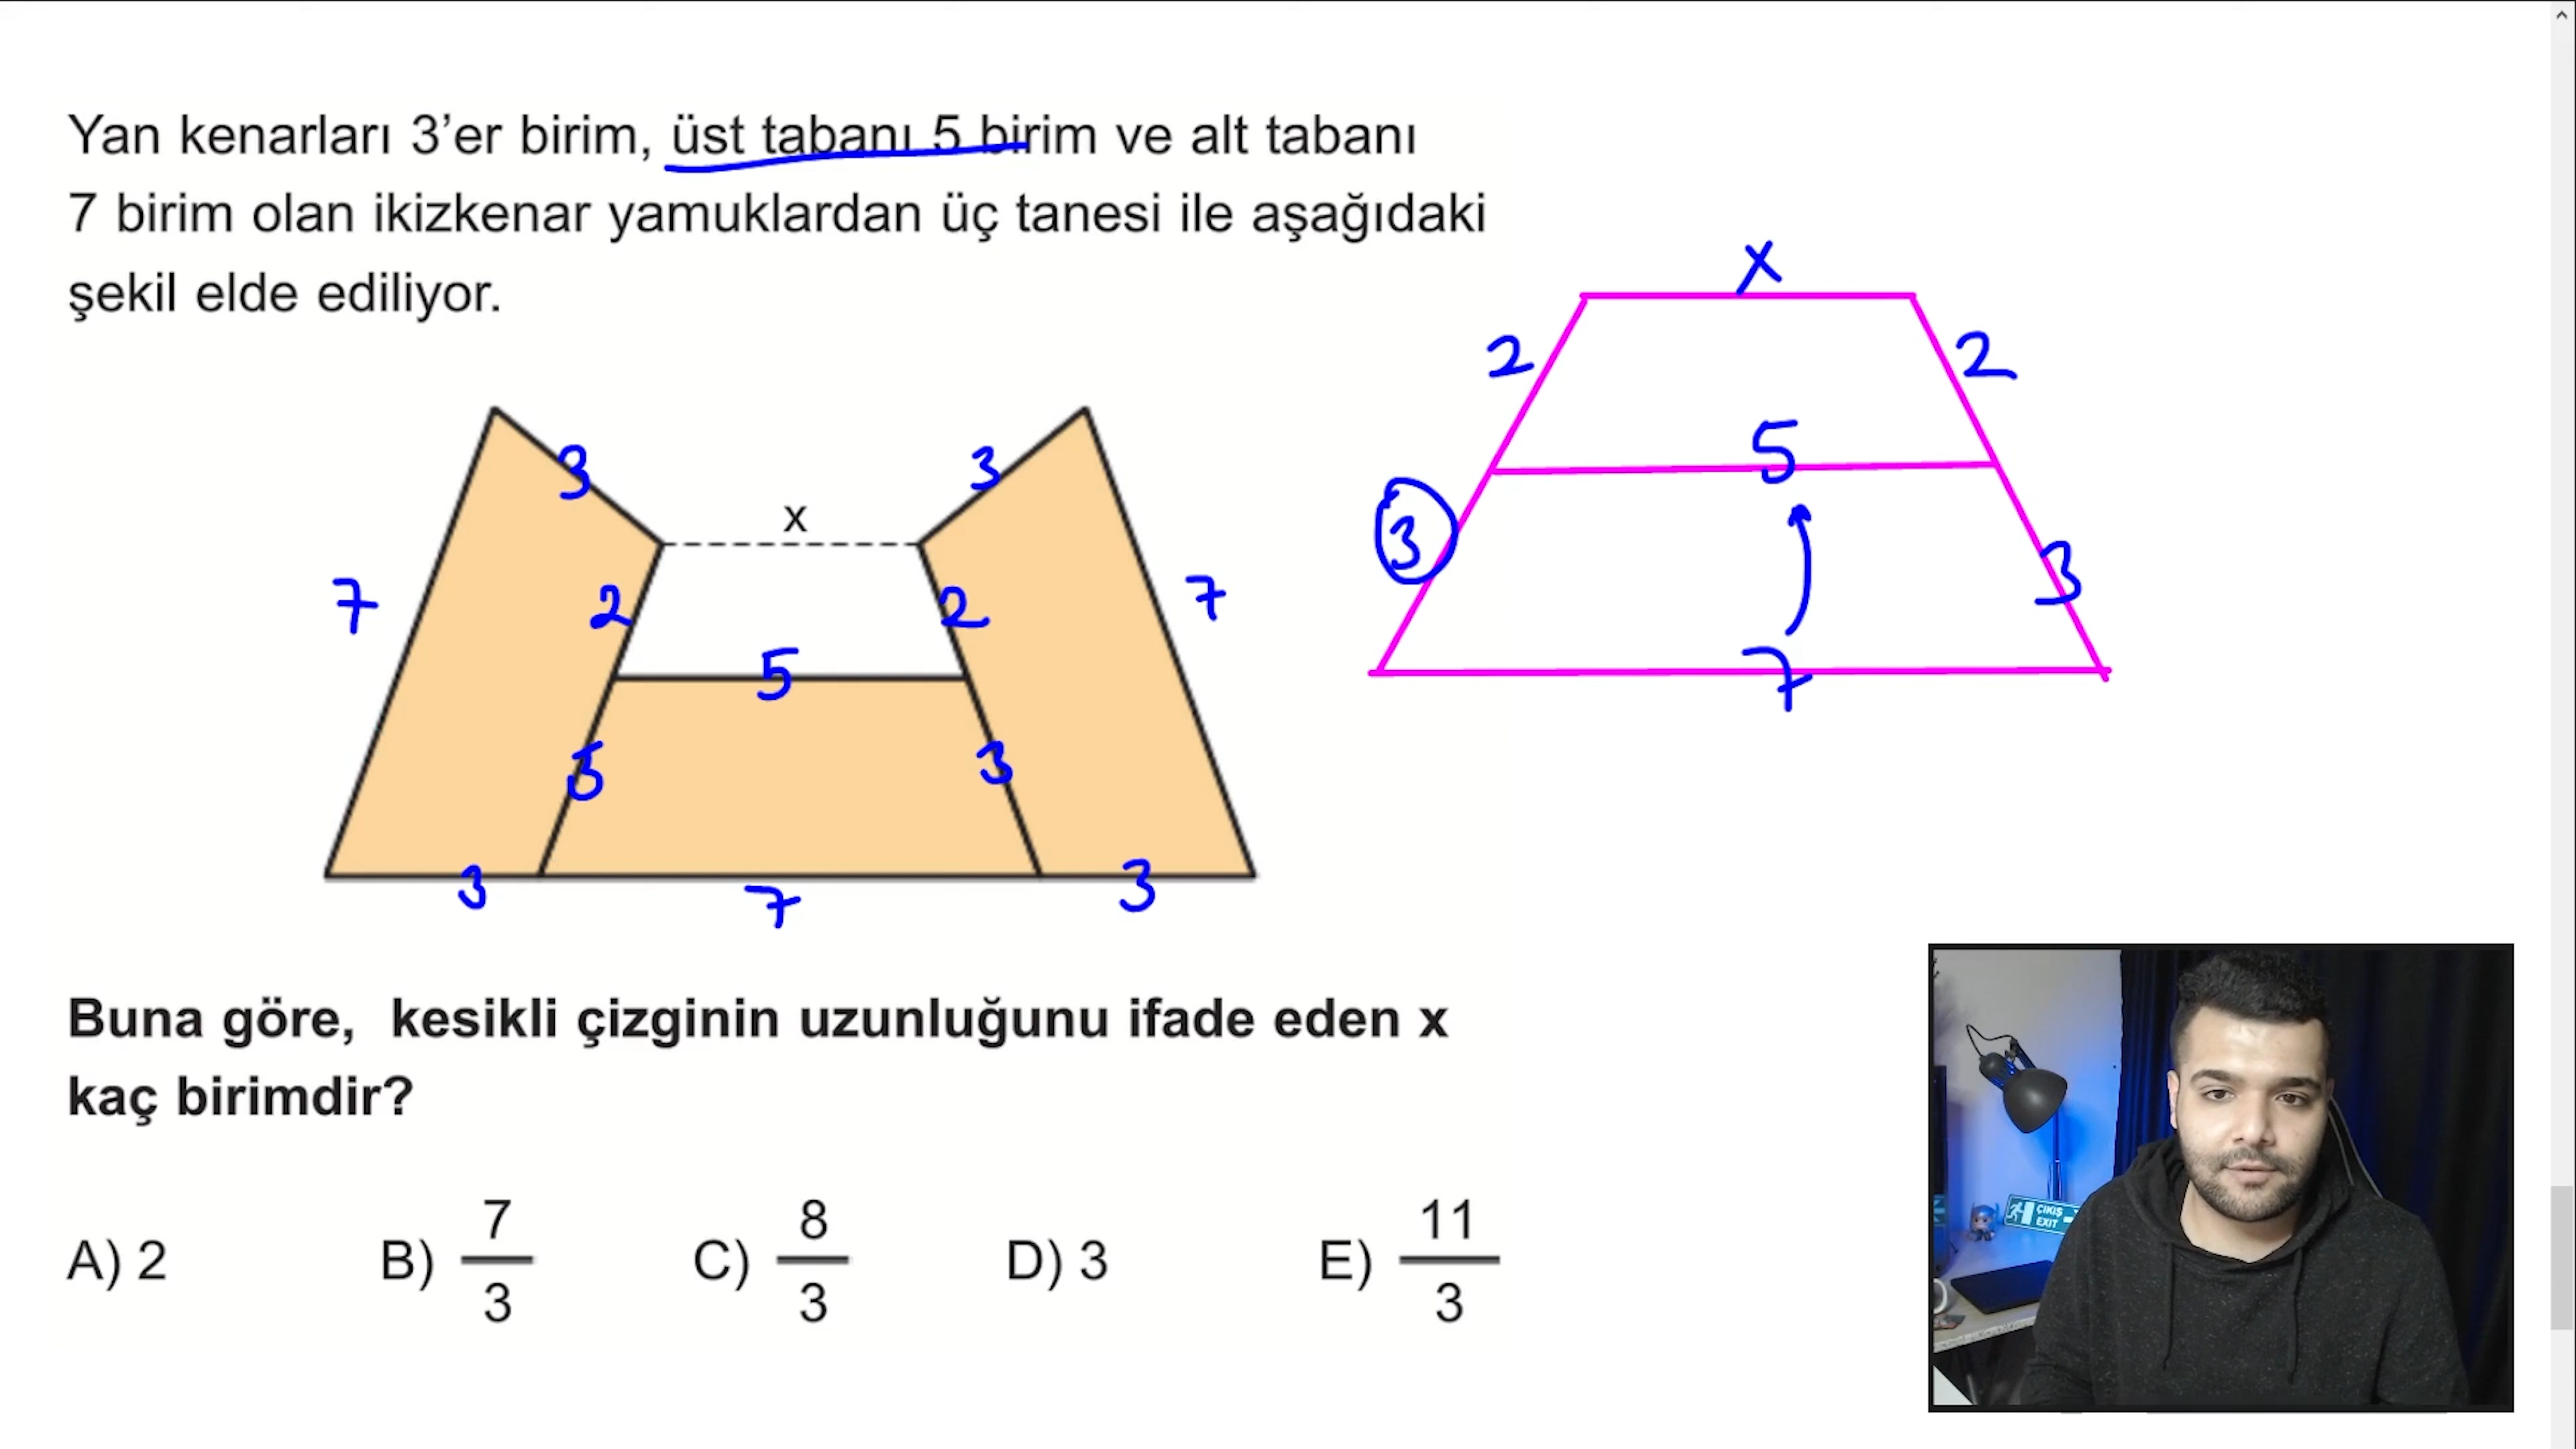 Yan kenarları 3'er birim, üst tabanı 5 birim ve alt tabanı
7 birim olan ikizkenar yamuklardan üç tanesi ile aşağıdaki
şekil elde ediliyor.
x
2
2
5
3
3
7
3
3
x
7
2
2
7
5
3
3
3
7
3
Buna göre, kesikli çizginin uzunluğunu ifade eden x
kaç birimdir?
A) 2
B) 7/3
C) 8/3
D) 3
E) 11/3
ÇIKIŞ
EXIT